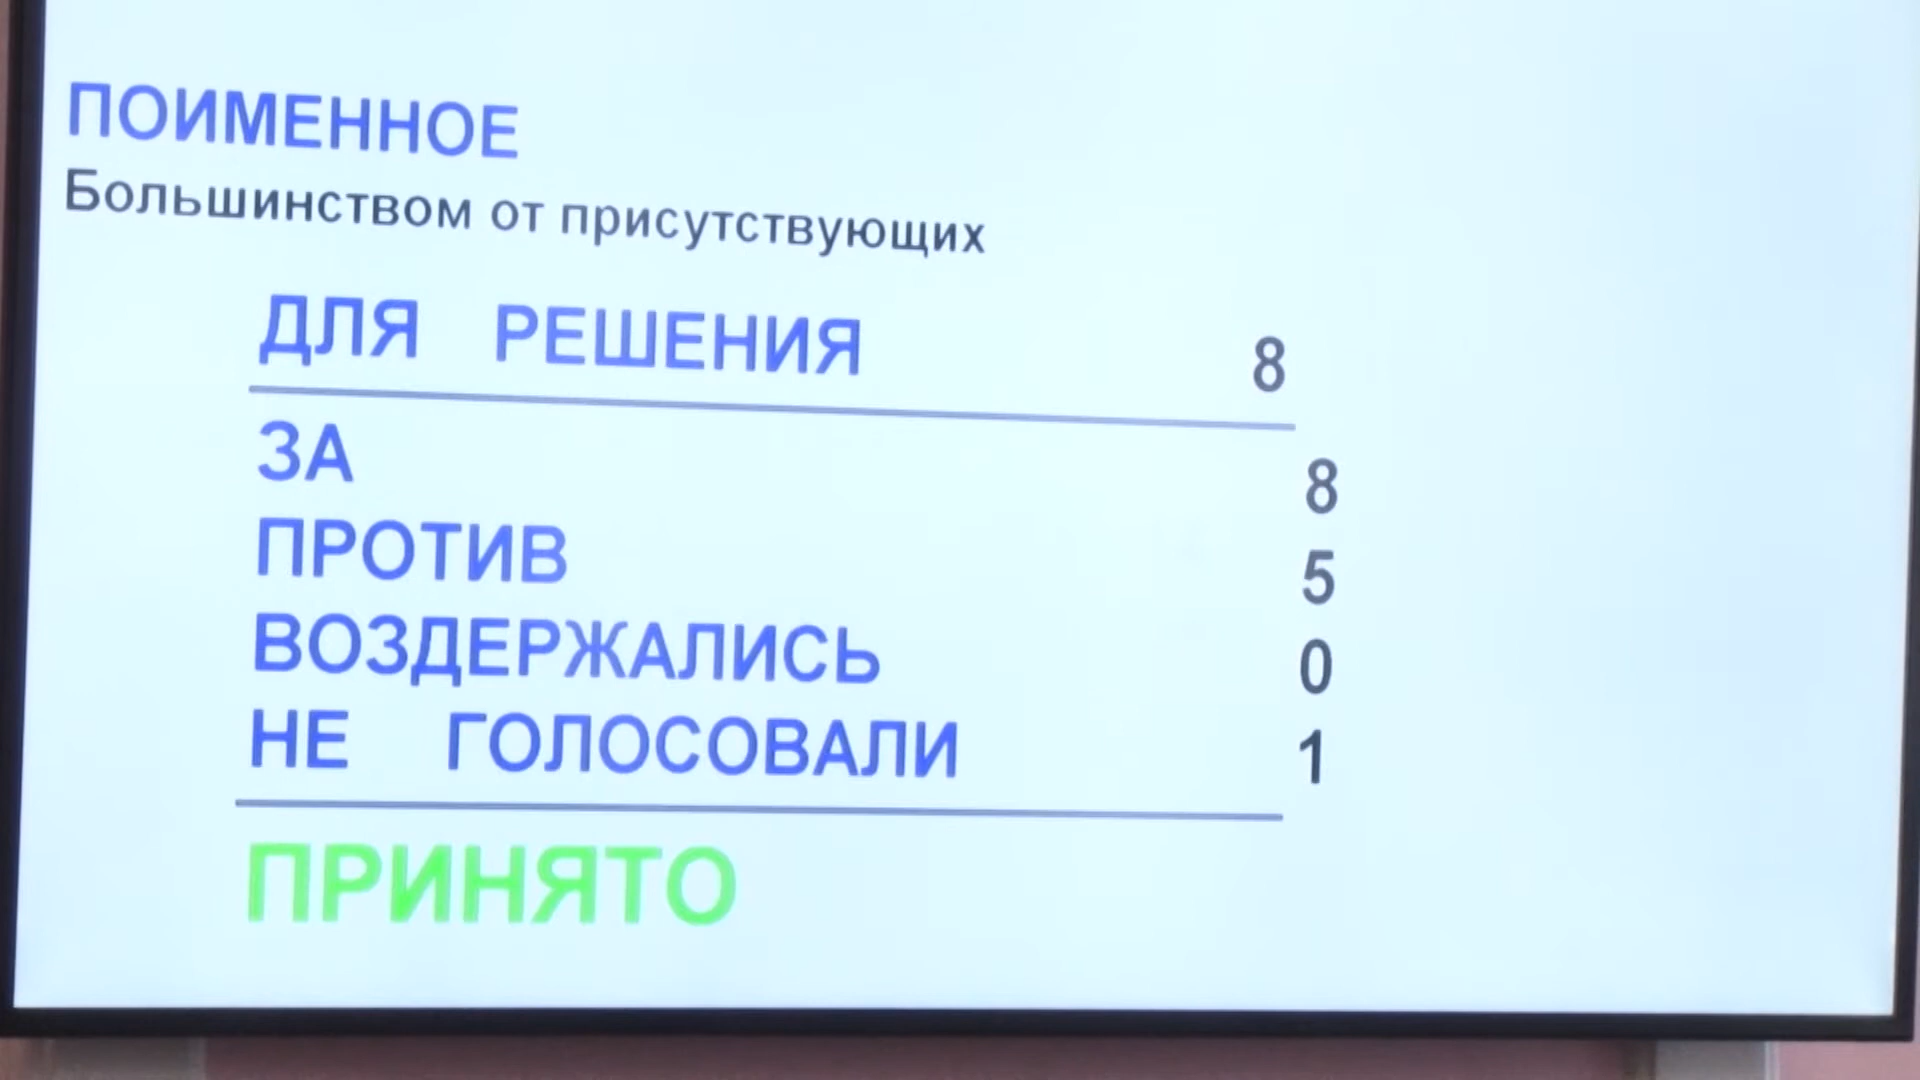 ПОИМЕННОЕ
Большинством от присутствующих
ДЛЯ РЕШЕНИЯ 8
ЗА 8
ПРОТИВ 5
ВОЗДЕРЖАЛИСЬ 0
НЕ ГОЛОСОВАЛИ 1
ПРИНЯТО